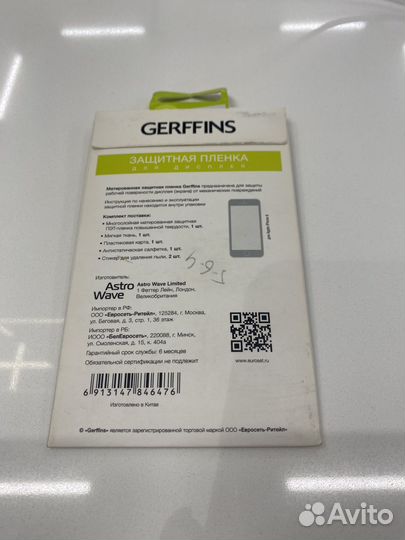 GERFFINS
ЗАЩИТНАЯ ПЛЕНКА
для дисплея
Матированная защитная пленка Gerffins предназначена для защиты
рабочей поверхности дисплея (экрана) от механических повреждений
Инструкция по нанесению и эксплуатации
защитной пленки находится внутри упаковки
Комплект поставки:
• Многослойная матированная защитная
ПЭТ-пленка повышенной твердости, 1 шт.
• Мягкая ткань, 1 шт.
• Пластиковая карта, 1 шт.
• Антистатическая салфетка, 1 шт.
• Стикер для удаления пыли, 2 шт.
для Apple iPhone 6
Изготовитель:
Astro Wave
Astro Wave Limited
1 Феттер Лейн, Лондон,
Великобритания
Импортер в РФ:
ООО «Евросеть-Ритейл», 125284, г. Москва,
ул. Беговая, д. 3, стр. 1, 36 этаж
Импортер в РБ:
ИООО «БелЕвросеть», 220088, г. Минск,
ул. Смоленская, д. 15, к. 404а
Гарантийный срок службы: 6 месяцев
Обязательной сертификации не подлежит
www.euroset.ru
6 913147 846476
Изготовлено в Китае
© «Gerffins» является зарегистрированной торговой маркой ООО «Евросеть-Ритейл»
Avito